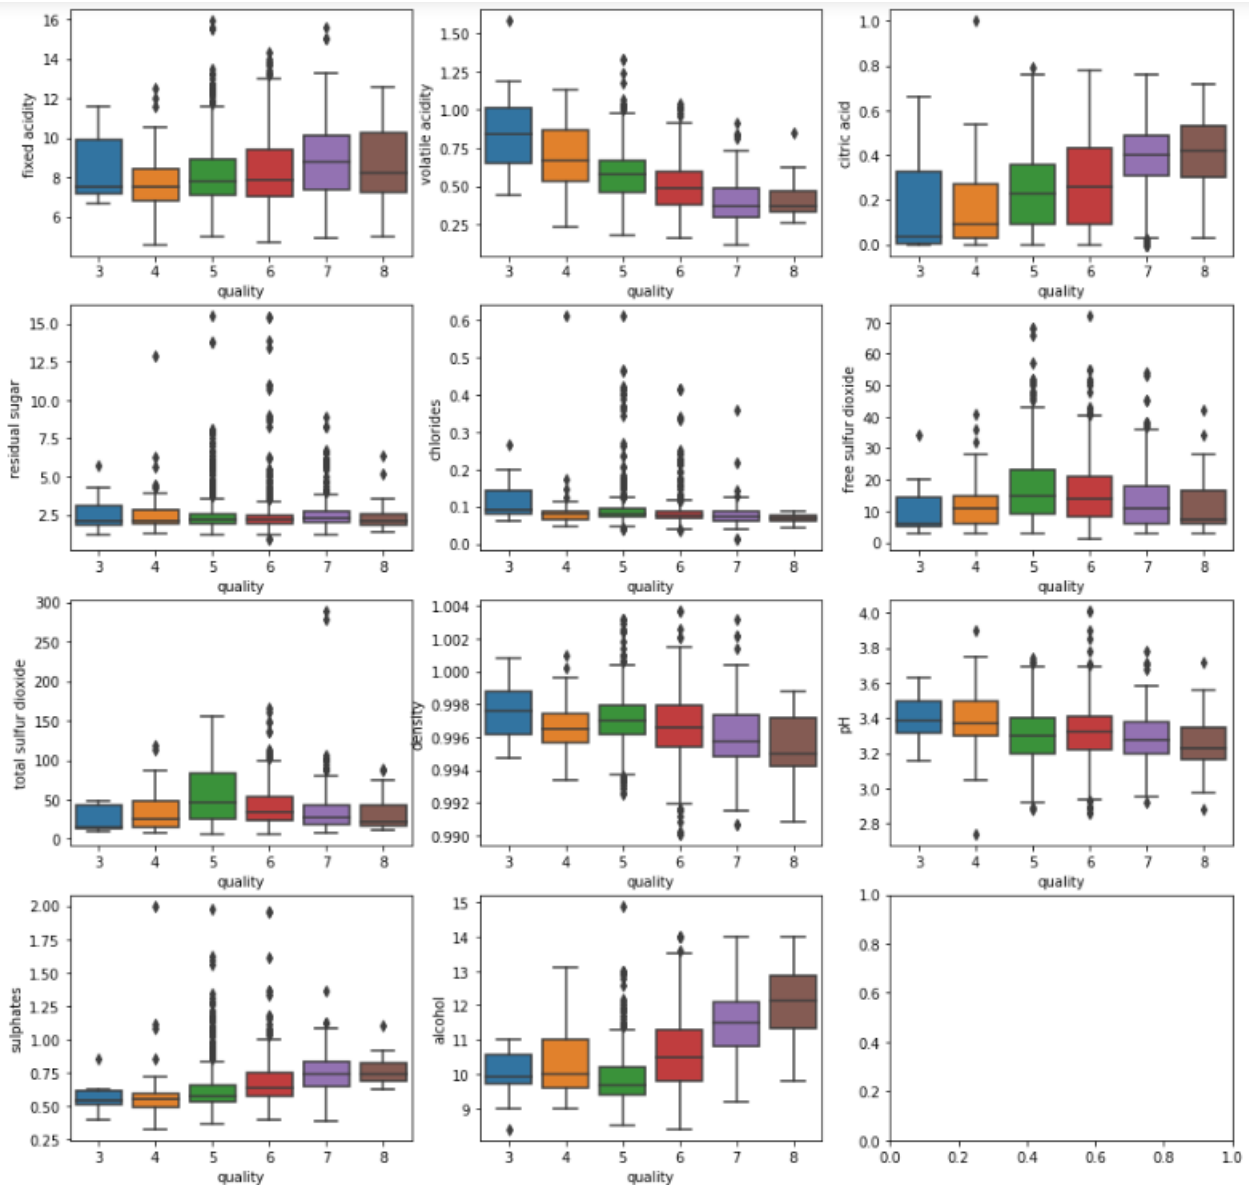 fixed acidity
16
14
12
10
8
6
3 4 5 6 7 8
quality
volatile acidity
1.50
1.25
1.00
0.75
0.50
0.25
3 4 5 6 7 8
quality
citric acid
1.0
0.8
0.6
0.4
0.2
0.0
3 4 5 6 7 8
quality
residual sugar
15.0
12.5
10.0
7.5
5.0
2.5
3 4 5 6 7 8
quality
chlorides
0.6
0.5
0.4
0.3
0.2
0.1
0.0
3 4 5 6 7 8
quality
free sulfur dioxide
70
60
50
40
30
20
10
0
3 4 5 6 7 8
quality
total sulfur dioxide
300
250
200
150
100
50
0
3 4 5 6 7 8
quality
density
1.004
1.002
1.000
0.998
0.996
0.994
0.992
0.990
3 4 5 6 7 8
quality
pH
4.0
3.8
3.6
3.4
3.2
3.0
2.8
3 4 5 6 7 8
quality
sulphates
2.00
1.75
1.50
1.25
1.00
0.75
0.50
0.25
3 4 5 6 7 8
quality
alcohol
15
14
13
12
11
10
9
3 4 5 6 7 8
quality
1.0
0.8
0.6
0.4
0.2
0.0
0.0 0.2 0.4 0.6 0.8 1.0